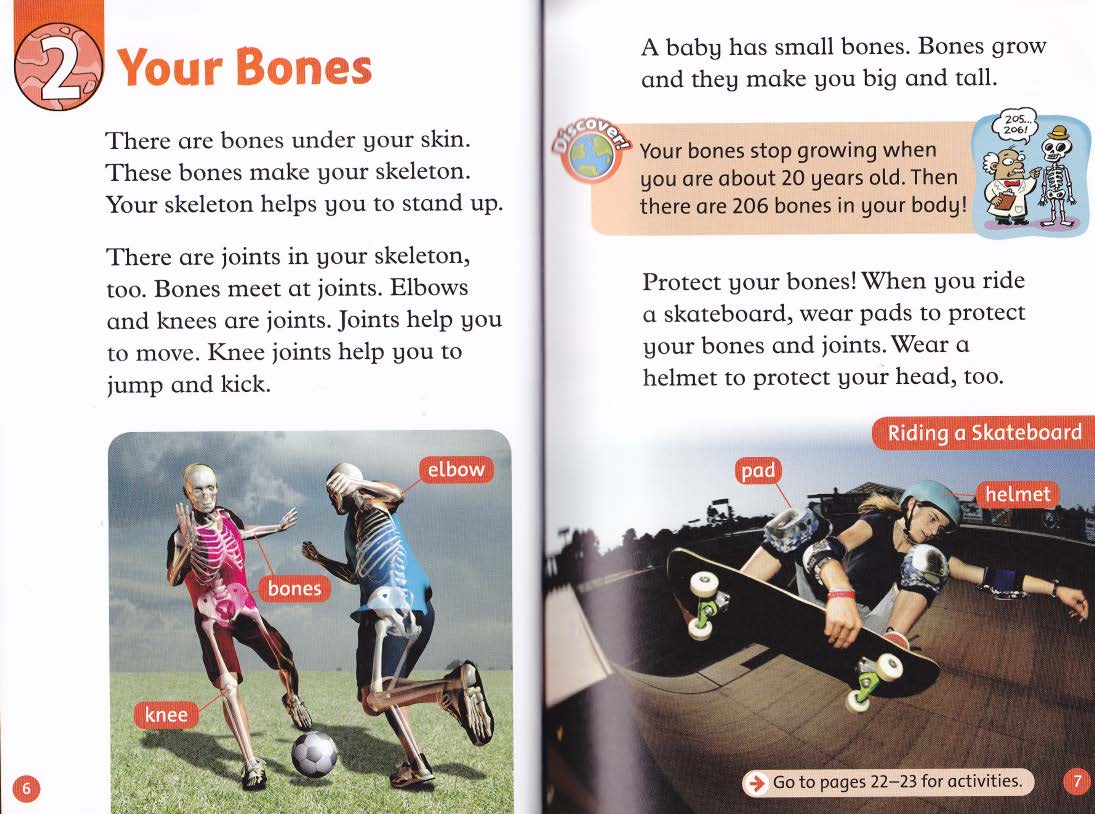 2
Your Bones
There are bones under your skin.
These bones make your skeleton.
Your skeleton helps you to stand up.
There are joints in your skeleton,
too. Bones meet at joints. Elbows
and knees are joints. Joints help you
to move. Knee joints help you to
jump and kick.
elbow
bones
knee
6
A baby has small bones. Bones grow
and they make you big and tall.
Discover!
Your bones stop growing when
you are about 20 years old. Then
there are 206 bones in your body!
205...
206!
Protect your bones! When you ride
a skateboard, wear pads to protect
your bones and joints. Wear a
helmet to protect your head, too.
Riding a Skateboard
pad
helmet
Go to pages 22–23 for activities.
7